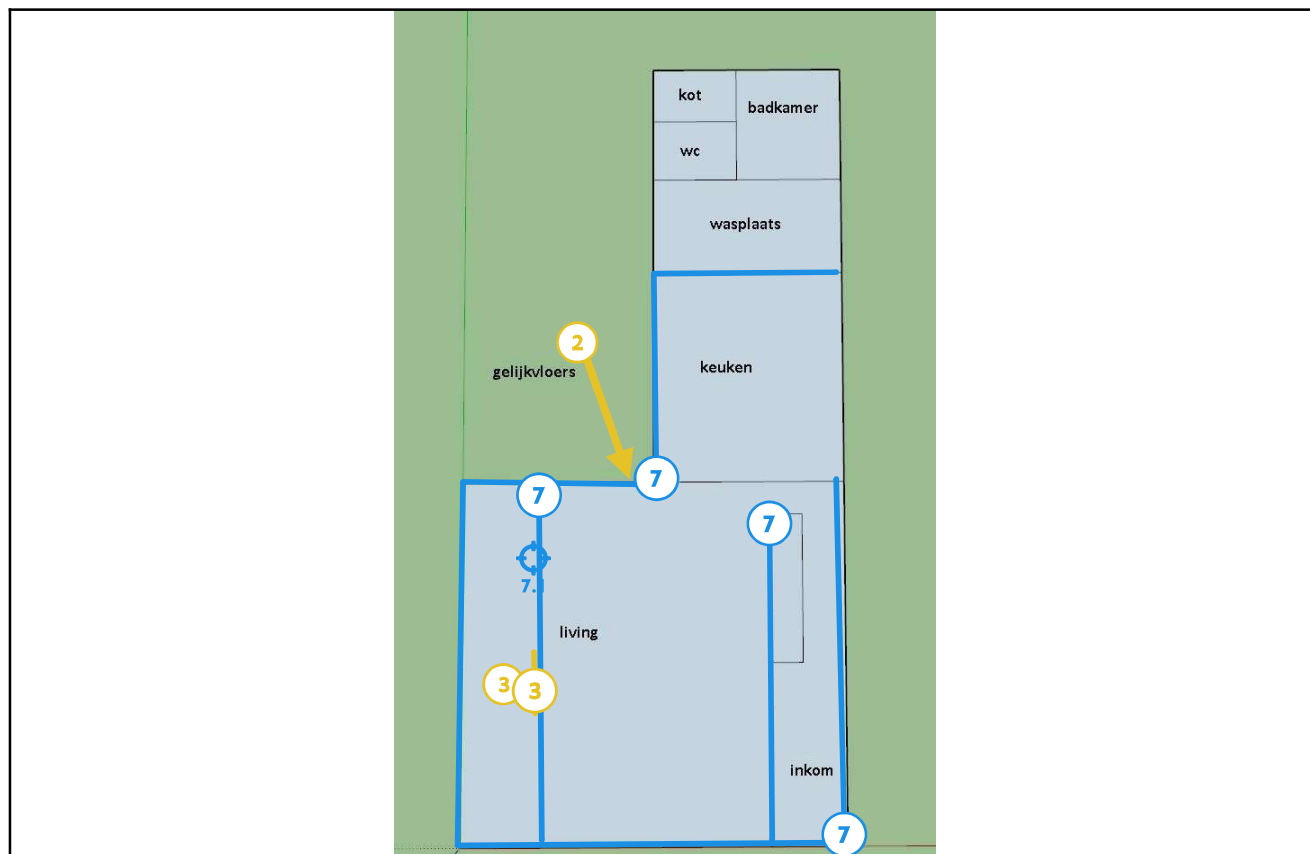 kot
badkamer
wc
wasplaats
2
gelijkvloers
keuken
7
7
7
7.
living
3
3
inkom
7